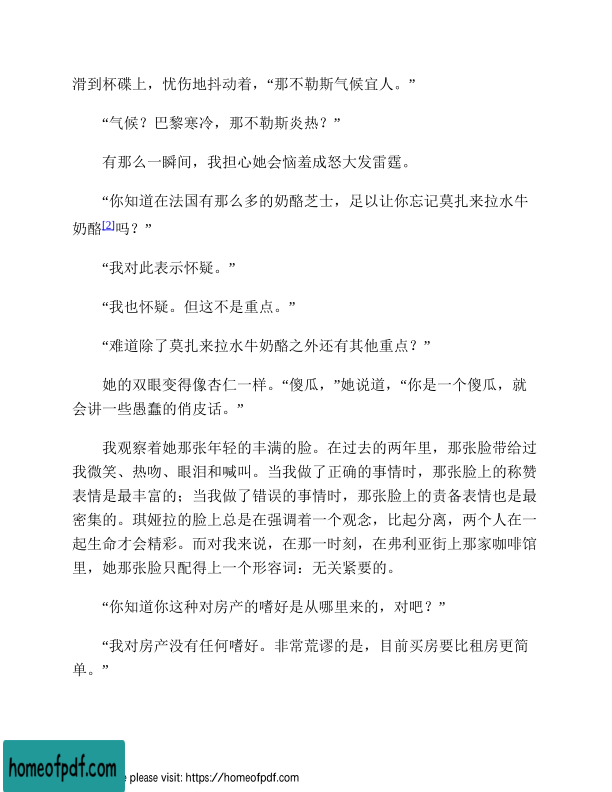 滑到杯碟上，忧伤地抖动着，“那不勒斯气候宜人。”
“气候？巴黎寒冷，那不勒斯炎热？”
有那么一瞬间，我担心她会恼羞成怒大发雷霆。
“你知道在法国有那么多的奶酪芝士，足以让你忘记莫扎来拉水牛
奶酪[2]吗？”
“我对此表示怀疑。”
“我也怀疑。但这不是重点。”
“难道除了莫扎来拉水牛奶酪之外还有其他重点？”
她的双眼变得像杏仁一样。“傻瓜，”她说道，“你是一个傻瓜，就
会讲一些愚蠢的俏皮话。”
我观察着她那张年轻的丰满的脸。在过去的两年里，那张脸带给过
我微笑、热吻、眼泪和喊叫。当我做了正确的事情时，那张脸上的称赞
表情是最丰富的；当我做了错误的事情时，那张脸上的责备表情也是最
密集的。琪娅拉的脸上总是在强调着一个观念，比起分离，两个人在一
起生命才会精彩。而对我来说，在那一时刻，在弗利亚街上那家咖啡馆
里，她那张脸只配得上一个形容词：无关紧要的。
“你知道你这种对房产的嗜好是从哪里来的，对吧？”
“我对房产没有任何嗜好。非常荒谬的是，目前买房要比租房更简
单。”
homeofpdf.com
e please visit: https://homeofpdf.com